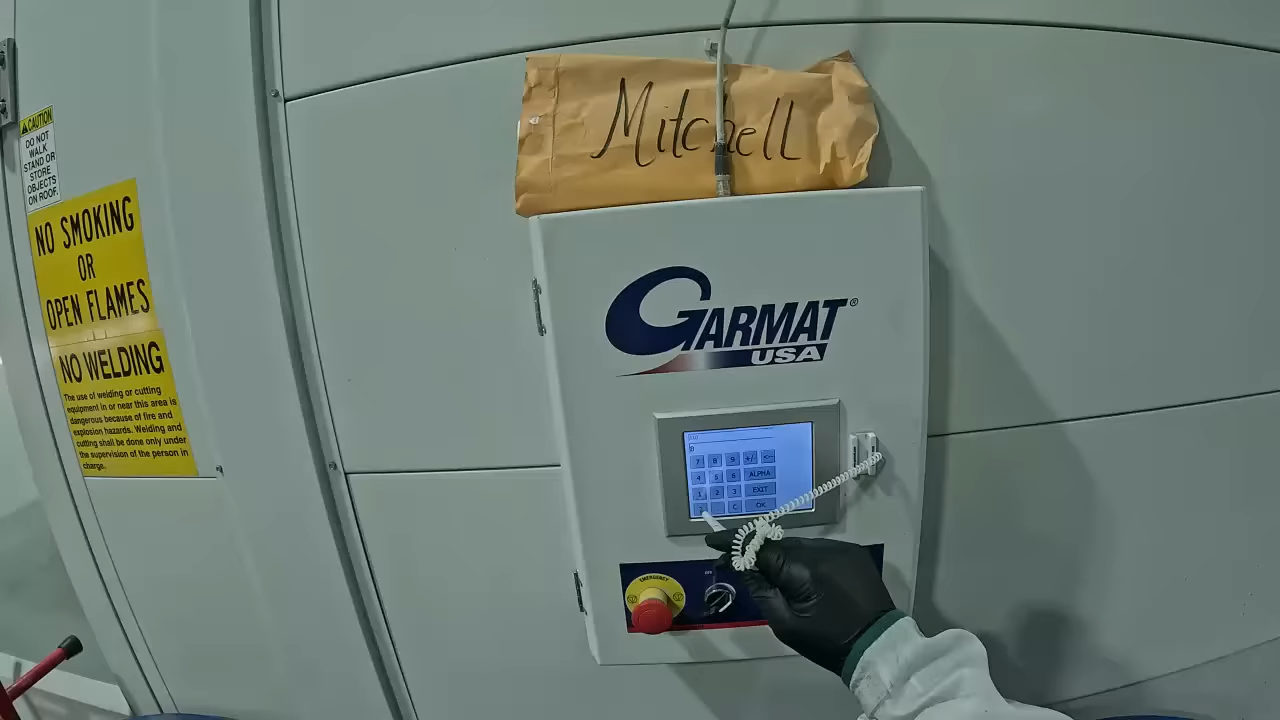 Mitchell
CAUTION
DO NOT
WALK
STAND OR
STORE
OBJECTS
ON ROOF.
NO SMOKING
OR
OPEN FLAMES
NO WELDING
The use of welding or cutting
equipment in or near this area is
dangerous because of fire and
explosion hazards. Welding and
cutting shall be done only under
the supervision of the person in
charge.
GARMAT®
USA
7 8 9 +/- <-
4 5 6 ALPHA
1 2 3 EXIT
C OK
EMERGENCY
OFF